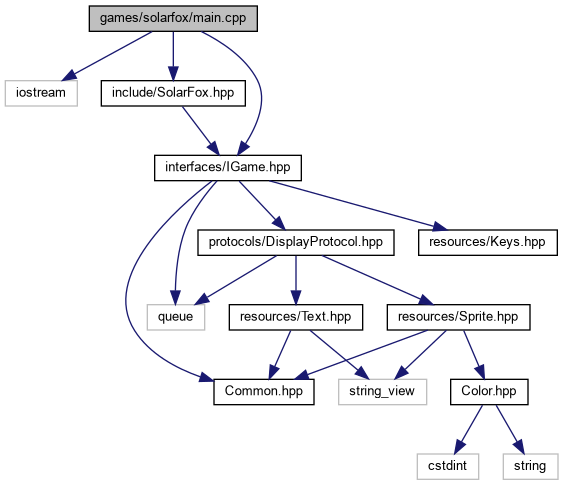 games/solarfox/main.cpp
iostream
include/SolarFox.hpp
interfaces/IGame.hpp
protocols/DisplayProtocol.hpp
resources/Keys.hpp
queue
resources/Text.hpp
resources/Sprite.hpp
Common.hpp
string_view
Color.hpp
cstdint
string